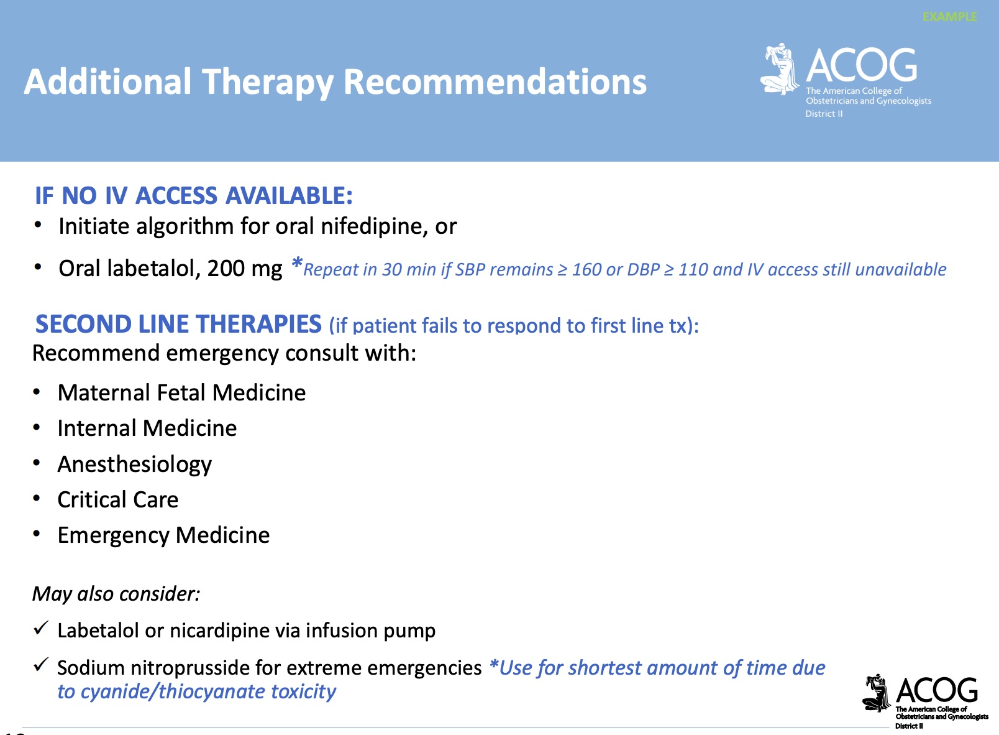 EXAMPLE
Additional Therapy Recommendations
ACOG
The American College of
Obstetricians and Gynecologists
District II
IF NO IV ACCESS AVAILABLE:
• Initiate algorithm for oral nifedipine, or
• Oral labetalol, 200 mg *Repeat in 30 min if SBP remains ≥ 160 or DBP ≥ 110 and IV access still unavailable
SECOND LINE THERAPIES (if patient fails to respond to first line tx):
Recommend emergency consult with:
• Maternal Fetal Medicine
• Internal Medicine
• Anesthesiology
• Critical Care
• Emergency Medicine
May also consider:
✓ Labetalol or nicardipine via infusion pump
✓ Sodium nitroprusside for extreme emergencies *Use for shortest amount of time due
to cyanide/thiocyanate toxicity
ACOG
The American College of
Obstetricians and Gynecologists
District II